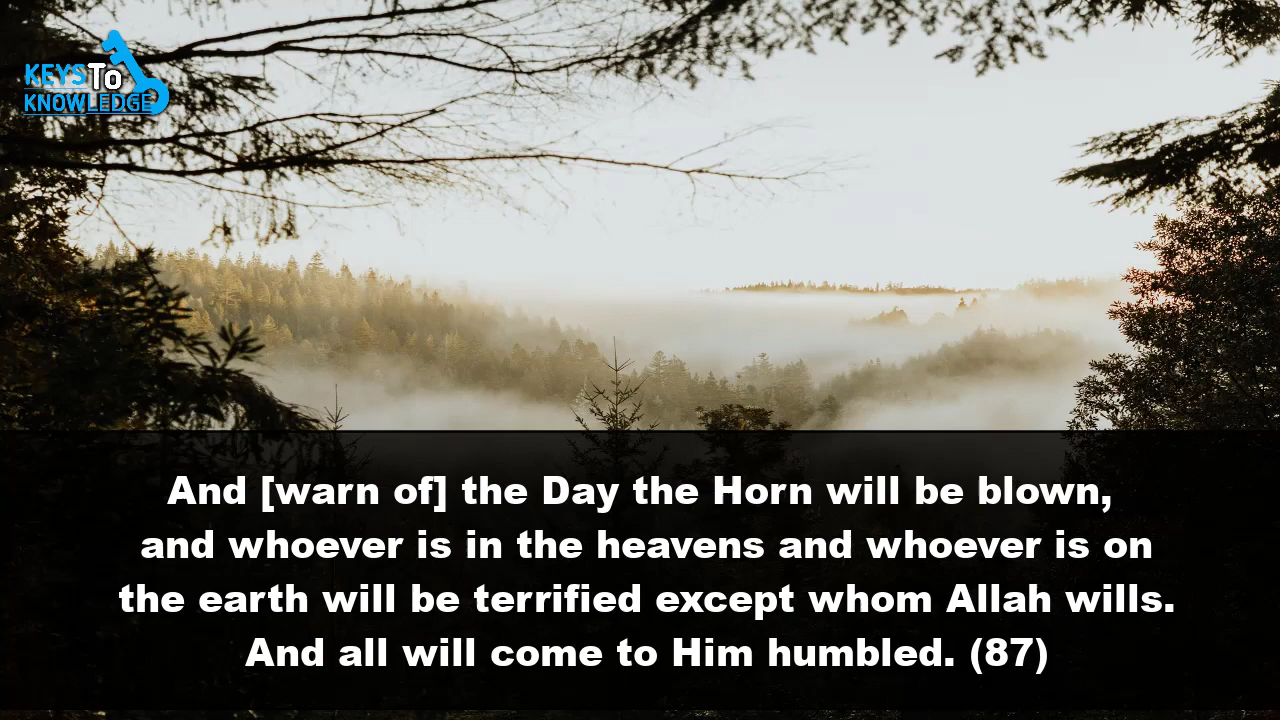 KEYS To
KNOWLEDGE
And [warn of] the Day the Horn will be blown,
and whoever is in the heavens and whoever is on
the earth will be terrified except whom Allah wills.
And all will come to Him humbled. (87)